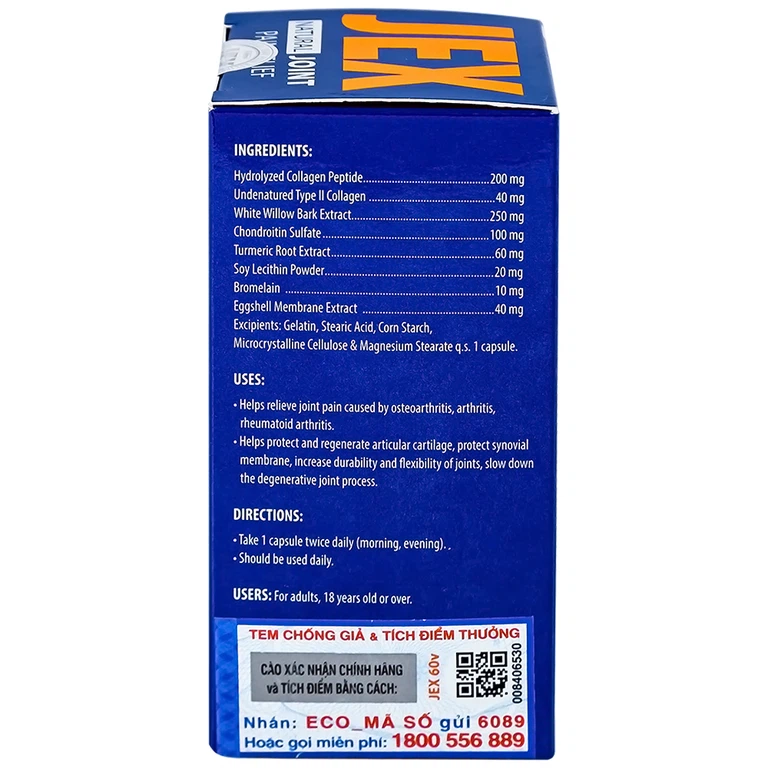 JEX
NATURAL JOINT
PAIN RELIEF
INGREDIENTS:
Hydrolyzed Collagen Peptide..................................200 mg
Undenatured Type II Collagen .................................40 mg
White Willow Bark Extract.....................................250 mg
Chondroitin Sulfate............................................100 mg
Turmeric Root Extract..........................................60 mg
Soy Lecithin Powder............................................20 mg
Bromelain .....................................................10 mg
Eggshell Membrane Extract .....................................40 mg
Excipients: Gelatin, Stearic Acid, Corn Starch,
Microcrystalline Cellulose & Magnesium Stearate q.s. 1 capsule.
USES:
• Helps relieve joint pain caused by osteoarthritis, arthritis,
rheumatoid arthritis.
• Helps protect and regenerate articular cartilage, protect synovial
membrane, increase durability and flexibility of joints, slow down
the degenerative joint process.
DIRECTIONS:
• Take 1 capsule twice daily (morning, evening). .
• Should be used daily.
USERS: For adults, 18 years old or over.
TEM CHỐNG GIẢ & TÍCH ĐIỂM THƯỞNG
CÀO XÁC NHẬN CHÍNH HÃNG
và TÍCH ĐIỂM BẰNG CÁCH:
JEX 60v
008406530
Nhắn: ECO_MÃ SỐ gửi 6089
Hoặc gọi miễn phí: 1800 556 889